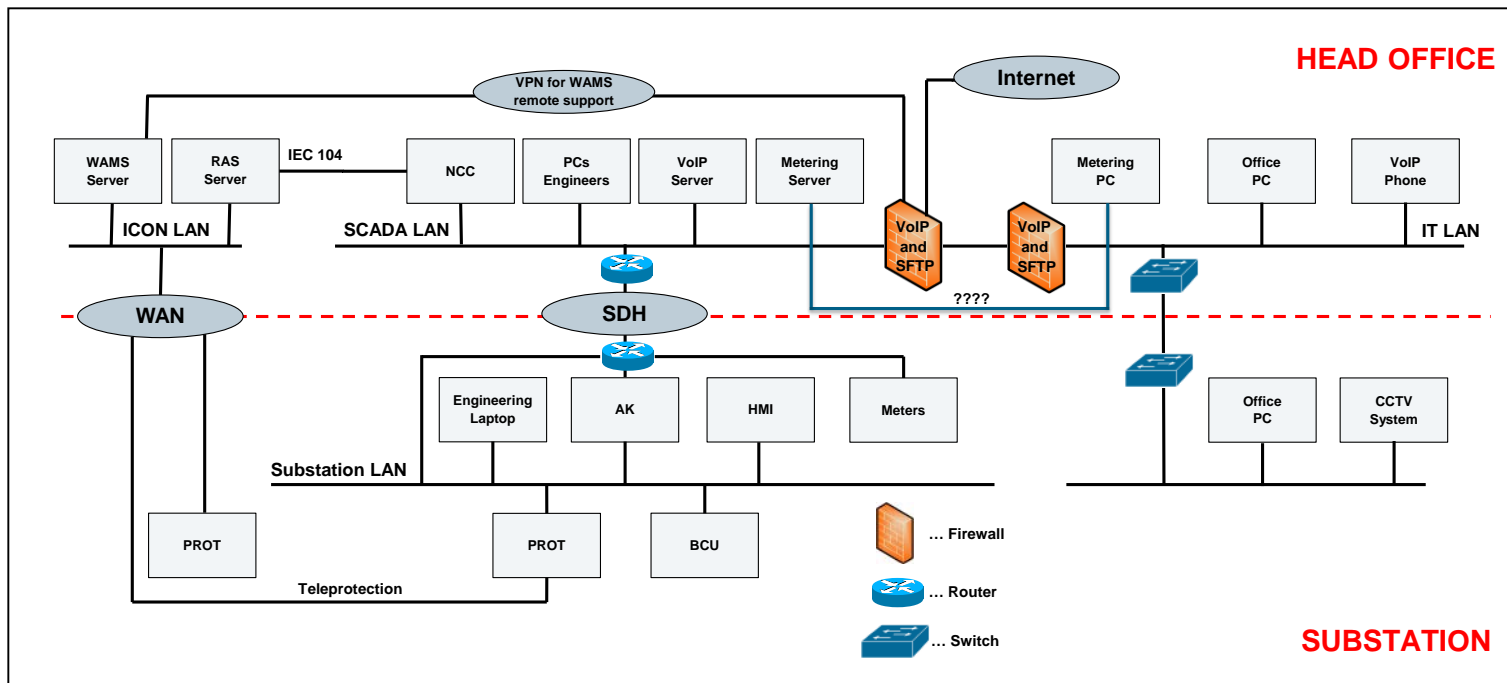 HEAD OFFICE
Internet
VPN for WAMS
remote support
WAMS
Server
RAS
Server
IEC 104
NCC
PCs
Engineers
VoIP
Server
Metering
Server
Metering
PC
Office
PC
VoIP
Phone
ICON LAN
SCADA LAN
VoIP
and
SFTP
VoIP
and
SFTP
IT LAN
????
WAN
SDH
Engineering
Laptop
AK
HMI
Meters
Office
PC
CCTV
System
Substation LAN
PROT
PROT
BCU
... Firewall
Teleprotection
... Router
... Switch
SUBSTATION